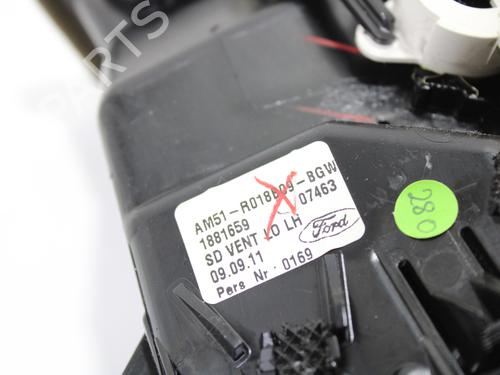 AM51-R018B09-BGW
1881659 07463
SD VENT LO LH
09.09.11 Ford
Pers Nr. 0169
280
PARTS